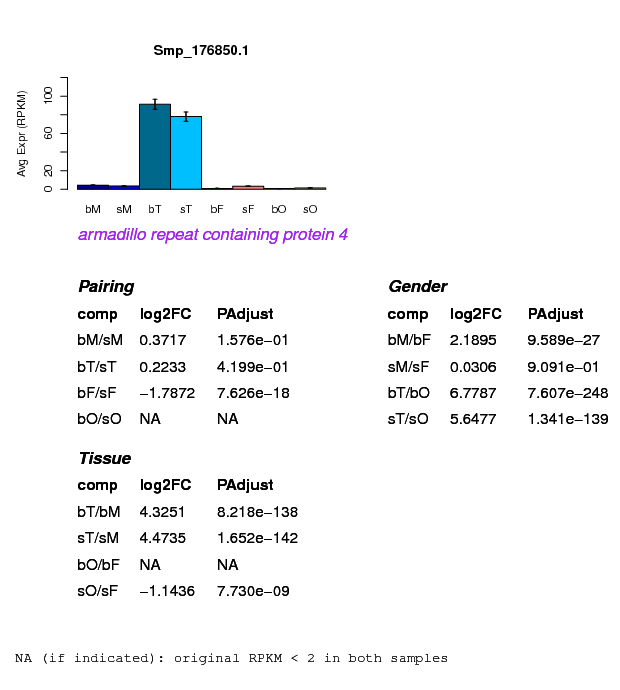 Smp_176850.1
Avg Expr (RPKM)
0 20 60 100
bM sM bT sT bF sF bO sO
armadillo repeat containing protein 4
Pairing
comp log2FC PAdjust
bM/sM 0.3717 1.576e−01
bT/sT 0.2233 4.199e−01
bF/sF −1.7872 7.626e−18
bO/sO NA NA
Gender
comp log2FC PAdjust
bM/bF 2.1895 9.589e−27
sM/sF 0.0306 9.091e−01
bT/bO 6.7787 7.607e−248
sT/sO 5.6477 1.341e−139
Tissue
comp log2FC PAdjust
bT/bM 4.3251 8.218e−138
sT/sM 4.4735 1.652e−142
bO/bF NA NA
sO/sF −1.1436 7.730e−09
NA (if indicated): original RPKM < 2 in both samples